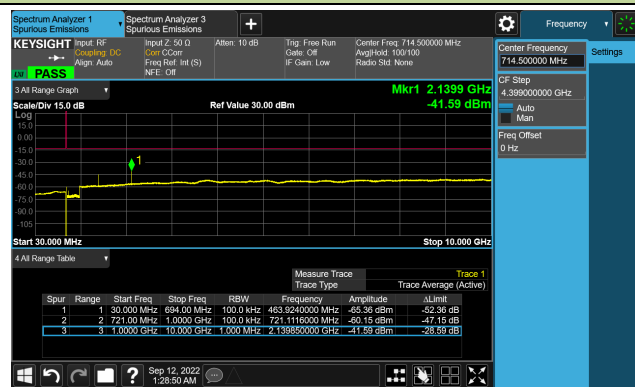 Spectrum Analyzer 1
Spurious Emissions
Spectrum Analyzer 3
Spurious Emissions
Frequency
KEYSIGHT
Input: RF
Coupling: DC
Align: Auto
Input Z: 50 Ω
Corr CCorr
Freq Ref: Int (S)
NFE: Off
Atten: 10 dB
Trig: Free Run
Gate: Off
IF Gain: Low
Center Freq: 714.500000 MHz
Avg|Hold: 100/100
Radio Std: None
PASS
Center Frequency
714.500000 MHz
Settings
CF Step
4.399000000 GHz
Auto
Man
Freq Offset
0 Hz
3 All Range Graph
Mkr1 2.1399 GHz
Scale/Div 15.0 dB
Ref Value 30.00 dBm
-41.59 dBm
Log
15.0
0.00
-15.0
-30.0
-45.0
-60.0
-75.0
-90.0
-105
1
Start 30.000 MHz
Stop 10.000 GHz
4 All Range Table
Measure Trace Trace 1
Trace Type Trace Average (Active)
Spur Range Start Freq Stop Freq RBW Frequency Amplitude ΔLimit
1 1 30.000 MHz 694.00 MHz 100.0 kHz 463.9240000 MHz -65.36 dBm -52.36 dB
2 2 721.00 MHz 1.0000 GHz 100.0 kHz 721.1116000 MHz -60.15 dBm -47.15 dB
3 3 1.0000 GHz 10.000 GHz 1.000 MHz 2.139850000 GHz -41.59 dBm -28.59 dB
Sep 12, 2022
1:28:50 AM